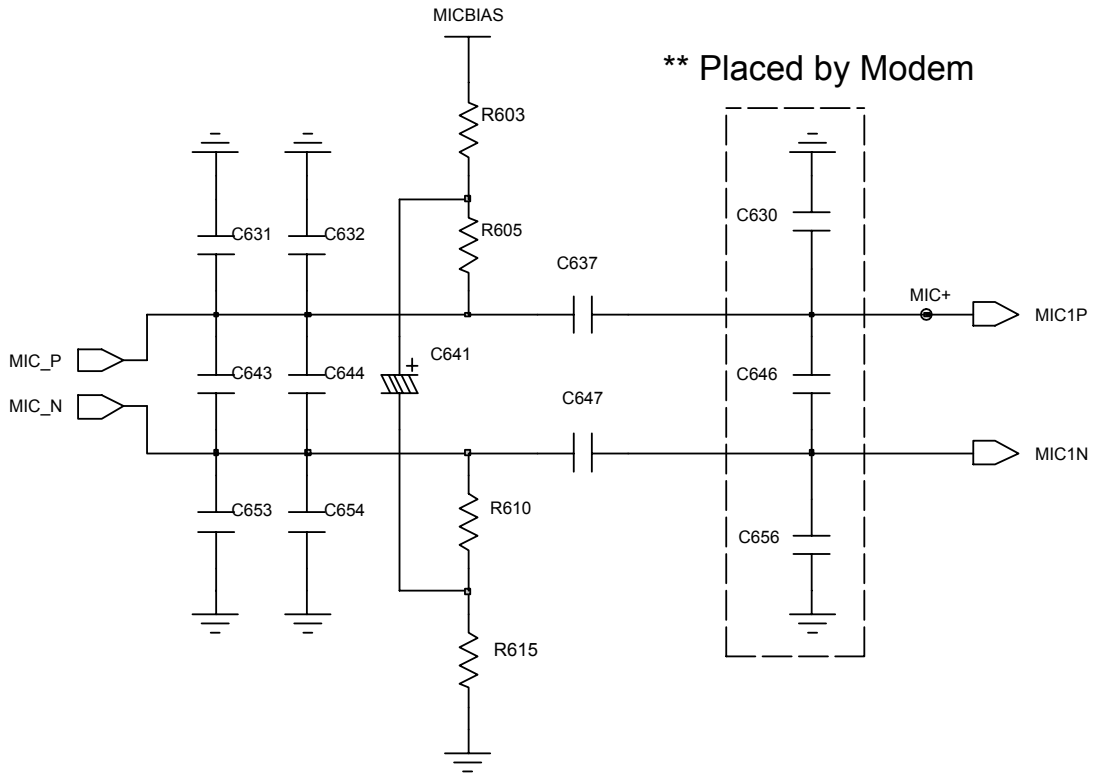 MICBIAS
** Placed by Modem
R603
C631
C632
R605
C630
C637
MIC+
MIC1P
MIC_P
C643
C644
C641
+
C646
MIC_N
C647
MIC1N
C653
C654
R610
C656
R615